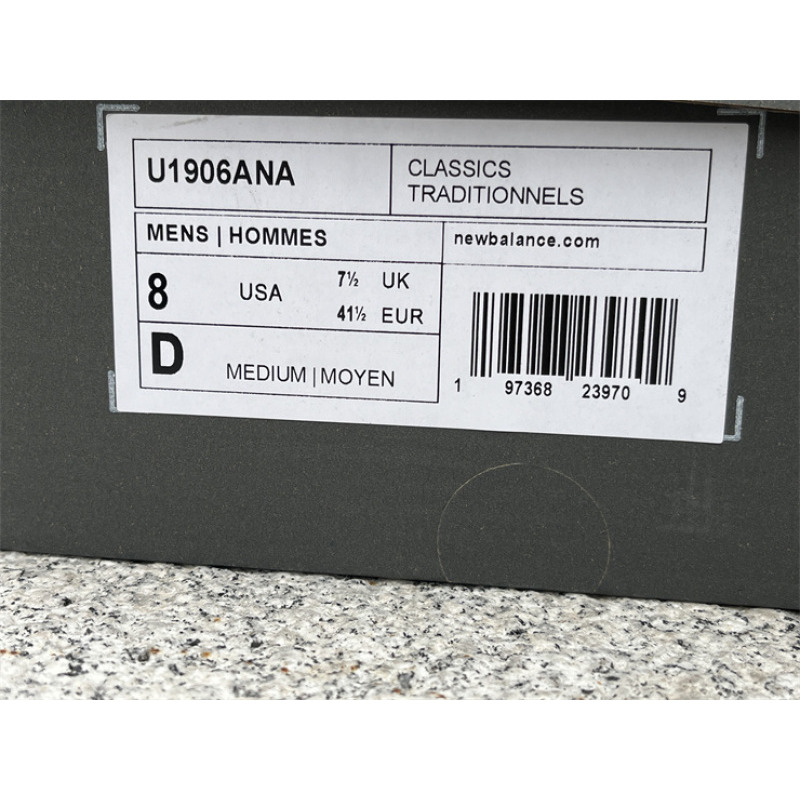 U1906ANA
CLASSICS
TRADITIONNELS
MENS | HOMMES
newbalance.com
8 USA 7½ UK
41½ EUR
D MEDIUM | MOYEN
1 97368 23970 9